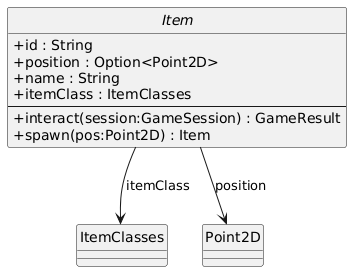 Item
+id : String
+position : Option<Point2D>
+name : String
+itemClass : ItemClasses
+interact(session:GameSession) : GameResult
+spawn(pos:Point2D) : Item
itemClass
position
ItemClasses
Point2D